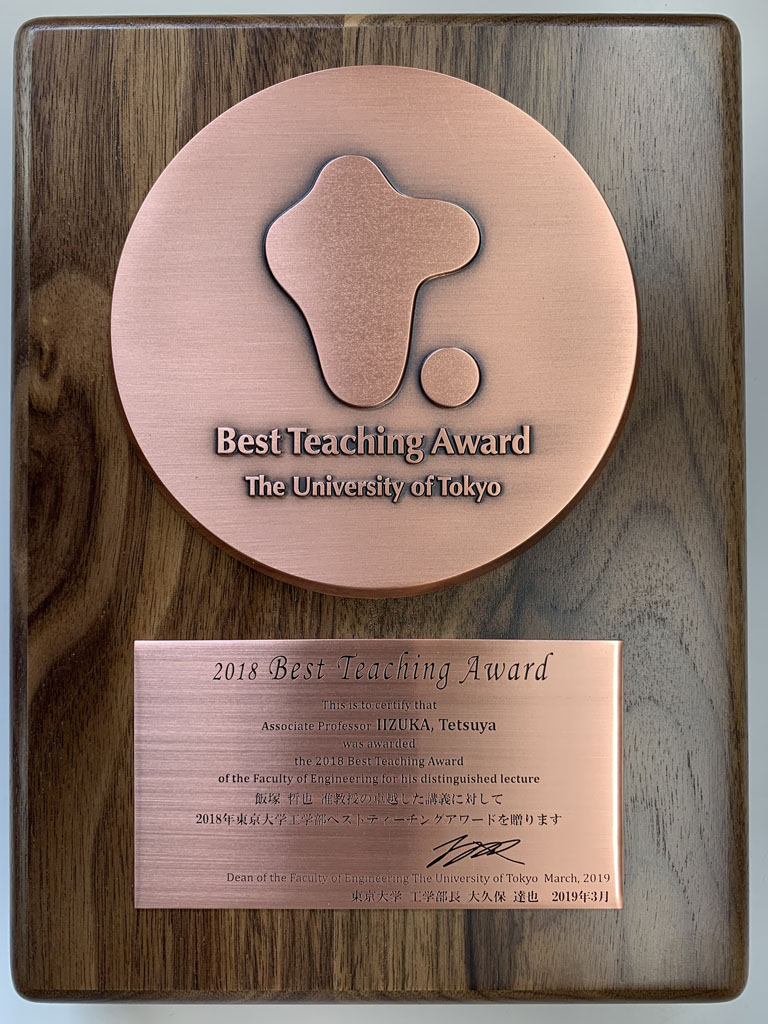 Best Teaching Award
The University of Tokyo
2018 Best Teaching Award
This is to certify that
Associate Professor IIZUKA, Tetsuya
was awarded
the 2018 Best Teaching Award
of the Faculty of Engineering for his distinguished lecture
飯塚 哲也 准教授の卓越した講義に対して
2018年東京大学工学部ベストティーチングアワードを贈ります
Dean of the Faculty of Engineering The University of Tokyo March, 2019
東京大学 工学部長 大久保 達也 2019年3月